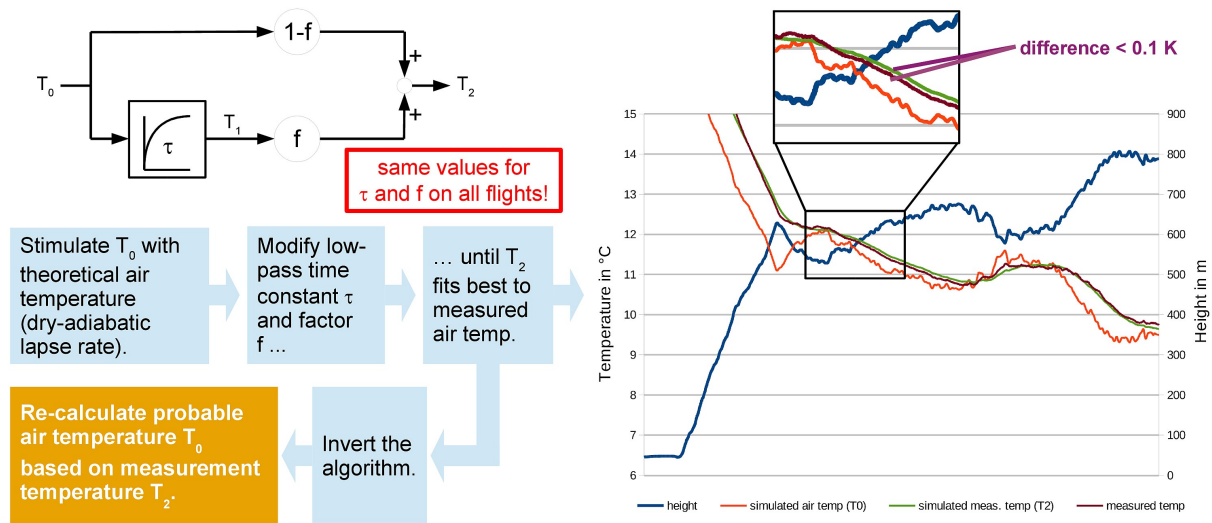 1-f
T0
+
T2
+
τ
T1
f
same values for
τ and f on all flights!
Stimulate T0 with
theoretical air
temperature
(dry-adiabatic
lapse rate).
Modify low-
pass time
constant τ
and factor
f ...
… until T2
fits best to
measured
air temp.
Re-calculate probable
air temperature T0
based on measurement
temperature T2.
Invert the
algorithm.
difference < 0.1 K
Temperature in °C
15
14
13
12
11
10
9
8
7
6
900
800
700
600
500
400
300
200
100
0
Height in m
height
simulated air temp (T0)
simulated meas. temp (T2)
measured temp